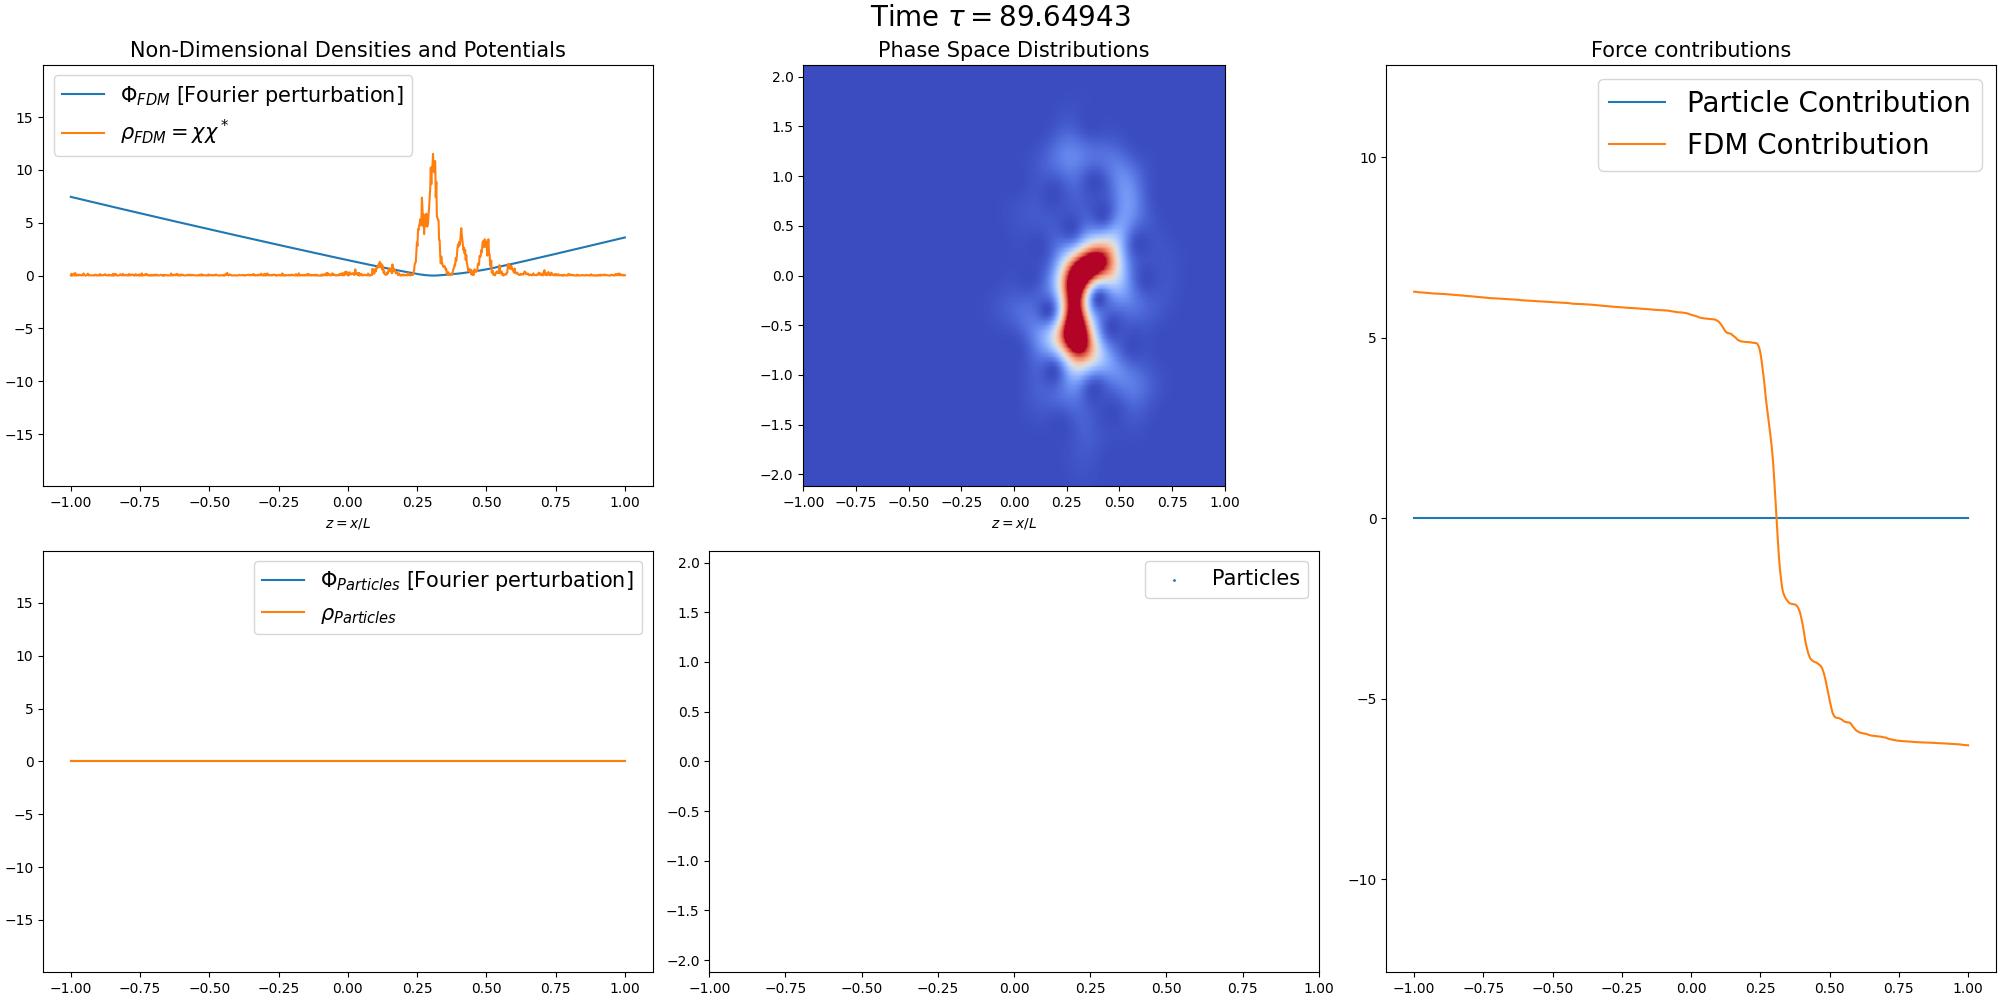 Time τ = 89.64943
Non-Dimensional Densities and Potentials
Φ_FDM [Fourier perturbation]
ρ_FDM = χχ*
15
10
5
0
−5
−10
−15
−1.00 −0.75 −0.50 −0.25 0.00 0.25 0.50 0.75 1.00
z = x/L
Phase Space Distributions
2.0
1.5
1.0
0.5
0.0
−0.5
−1.0
−1.5
−2.0
−1.00 −0.75 −0.50 −0.25 0.00 0.25 0.50 0.75 1.00
z = x/L
Force contributions
Particle Contribution
FDM Contribution
10
5
0
−5
−10
−1.00 −0.75 −0.50 −0.25 0.00 0.25 0.50 0.75 1.00
Φ_Particles [Fourier perturbation]
ρ_Particles
15
10
5
0
−5
−10
−15
−1.00 −0.75 −0.50 −0.25 0.00 0.25 0.50 0.75 1.00
Particles
2.0
1.5
1.0
0.5
0.0
−0.5
−1.0
−1.5
−2.0
−1.00 −0.75 −0.50 −0.25 0.00 0.25 0.50 0.75 1.00